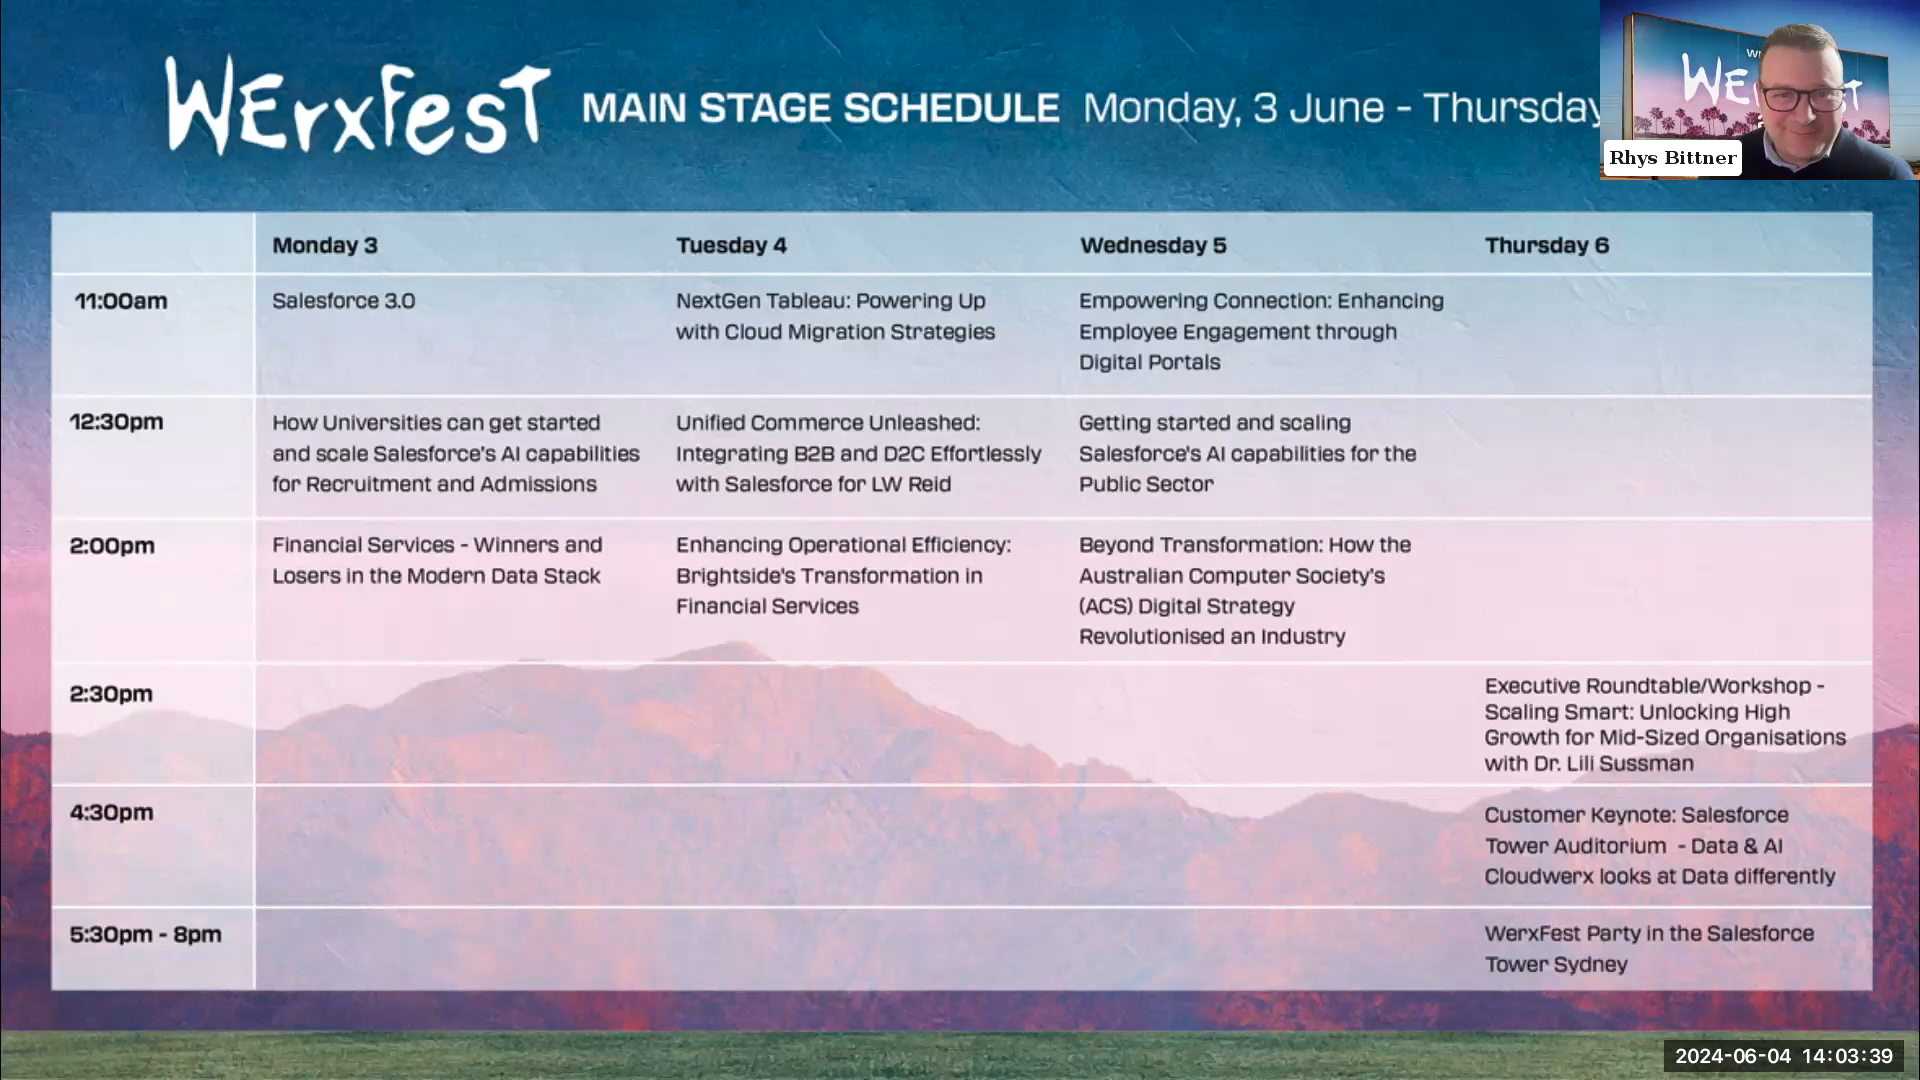 WErxFesT MAIN STAGE SCHEDULE Monday, 3 June - Thursday
Rhys Bittner
Monday 3 Tuesday 4 Wednesday 5 Thursday 6
11:00am
Salesforce 3.0
NextGen Tableau: Powering Up
with Cloud Migration Strategies
Empowering Connection: Enhancing
Employee Engagement through
Digital Portals
12:30pm
How Universities can get started
and scale Salesforce's AI capabilities
for Recruitment and Admissions
Unified Commerce Unleashed:
Integrating B2B and D2C Effortlessly
with Salesforce for LW Reid
Getting started and scaling
Salesforce's AI capabilities for the
Public Sector
2:00pm
Financial Services - Winners and
Losers in the Modern Data Stack
Enhancing Operational Efficiency:
Brightside's Transformation in
Financial Services
Beyond Transformation: How the
Australian Computer Society's
(ACS) Digital Strategy
Revolutionised an Industry
2:30pm
Executive Roundtable/Workshop -
Scaling Smart: Unlocking High
Growth for Mid-Sized Organisations
with Dr. Lili Sussman
4:30pm
Customer Keynote: Salesforce
Tower Auditorium - Data & AI
Cloudwerx looks at Data differently
5:30pm - 8pm
WerxFest Party in the Salesforce
Tower Sydney
2024-06-04 14:03:39